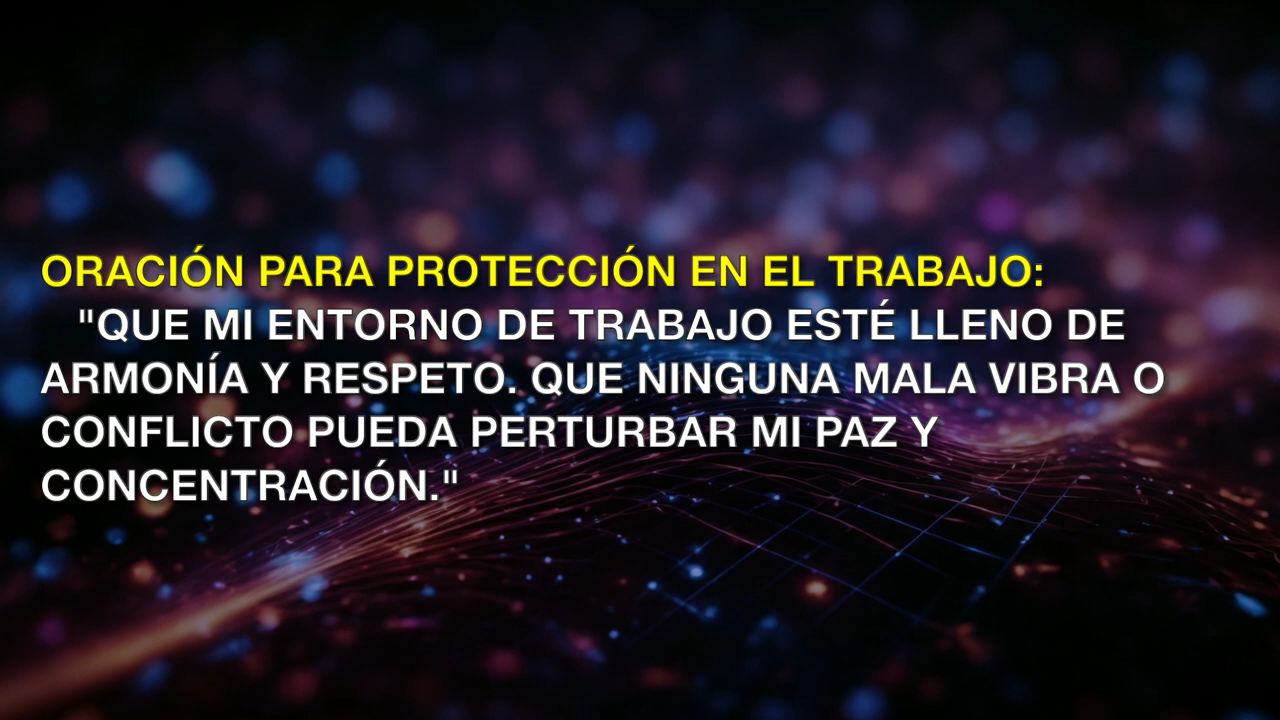 ORACIÓN PARA PROTECCIÓN EN EL TRABAJO:
"QUE MI ENTORNO DE TRABAJO ESTÉ LLENO DE
ARMONÍA Y RESPETO. QUE NINGUNA MALA VIBRA O
CONFLICTO PUEDA PERTURBAR MI PAZ Y
CONCENTRACIÓN."